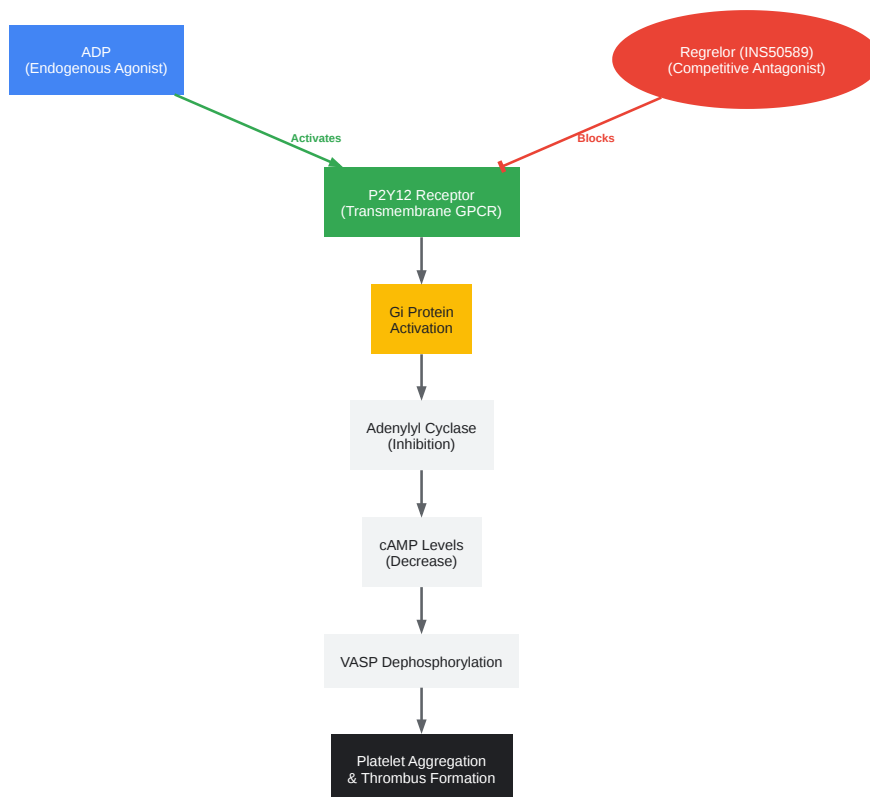 ADP
(Endogenous Agonist)
Regrelor (INS50589)
(Competitive Antagonist)
Activates
Blocks
P2Y12 Receptor
(Transmembrane GPCR)
Gi Protein
Activation
Adenylyl Cyclase
(Inhibition)
cAMP Levels
(Decrease)
VASP Dephosphorylation
Platelet Aggregation
& Thrombus Formation